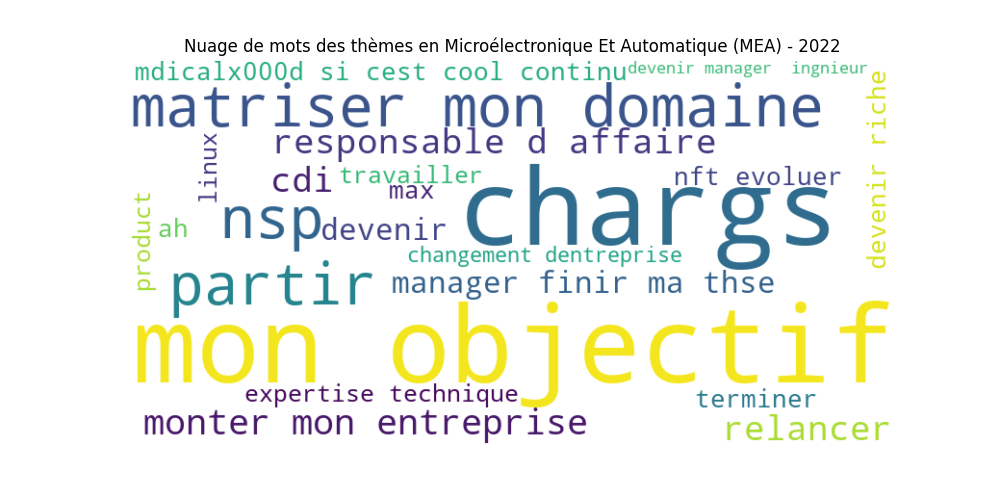 Nuage de mots des thèmes en Microélectronique Et Automatique (MEA) - 2022
mdicalx000d si cest cool continu
devenir manager ingnieur
matriser mon domaine
devenir riche
responsable d affaire
linux
cdi
travailler
max
nft evoluer
chargs
product
ah
nsp
devenir
changement dentreprise
partir
manager finir ma thse
mon objectif
expertise technique
terminer
monter mon entreprise
relancer